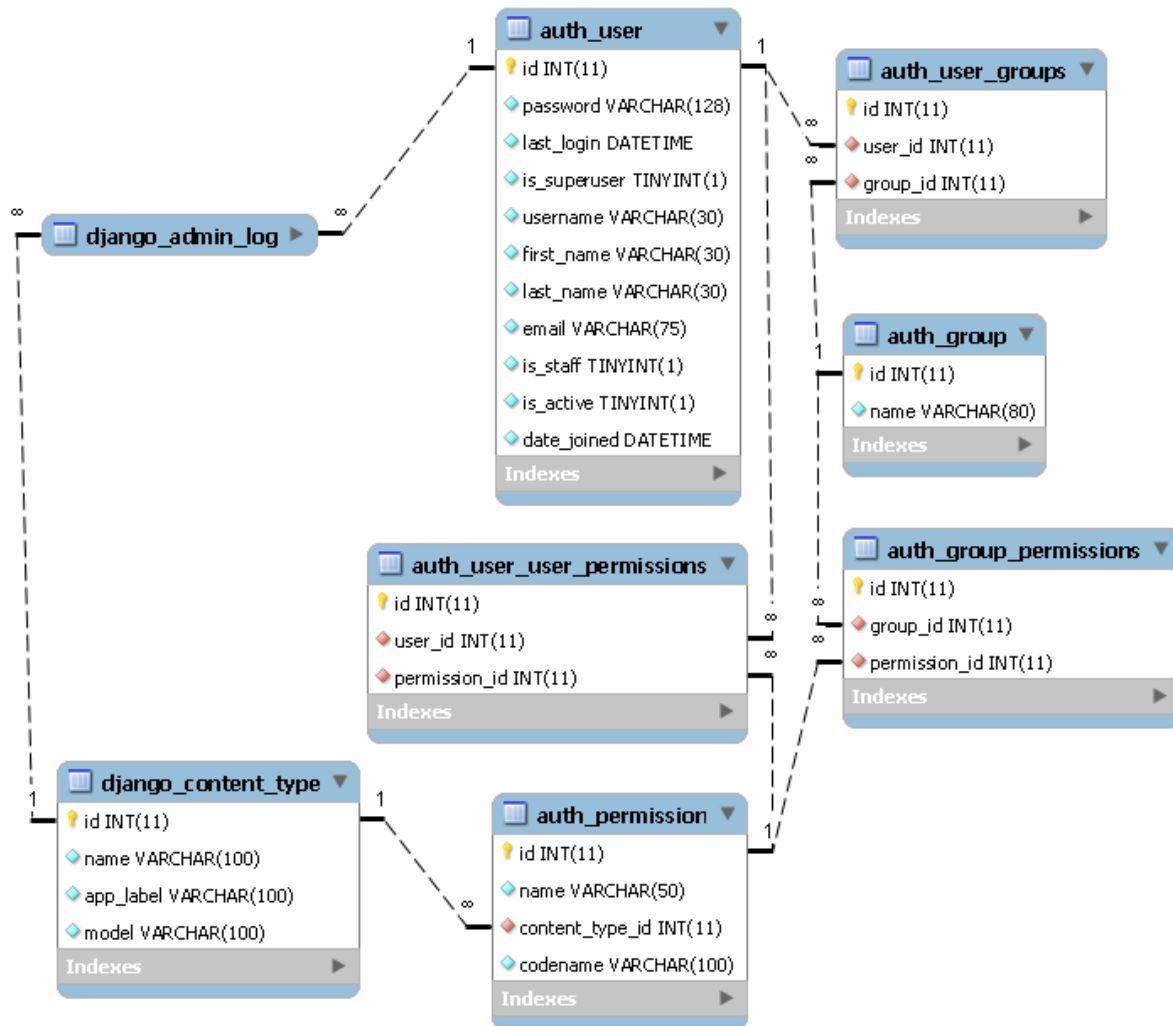 auth_user
id INT(11)
password VARCHAR(128)
last_login DATETIME
is_superuser TINYINT(1)
username VARCHAR(30)
first_name VARCHAR(30)
last_name VARCHAR(30)
email VARCHAR(75)
is_staff TINYINT(1)
is_active TINYINT(1)
date_joined DATETIME
Indexes
1
1
auth_user_groups
id INT(11)
user_id INT(11)
group_id INT(11)
Indexes
∞
∞
django_admin_log
∞
∞
auth_group
id INT(11)
name VARCHAR(80)
Indexes
1
auth_user_user_permissions
id INT(11)
user_id INT(11)
permission_id INT(11)
Indexes
∞
∞
auth_group_permissions
id INT(11)
group_id INT(11)
permission_id INT(11)
Indexes
∞
∞
django_content_type
id INT(11)
name VARCHAR(100)
app_label VARCHAR(100)
model VARCHAR(100)
Indexes
1
1
auth_permission
id INT(11)
name VARCHAR(50)
content_type_id INT(11)
codename VARCHAR(100)
Indexes
1
∞